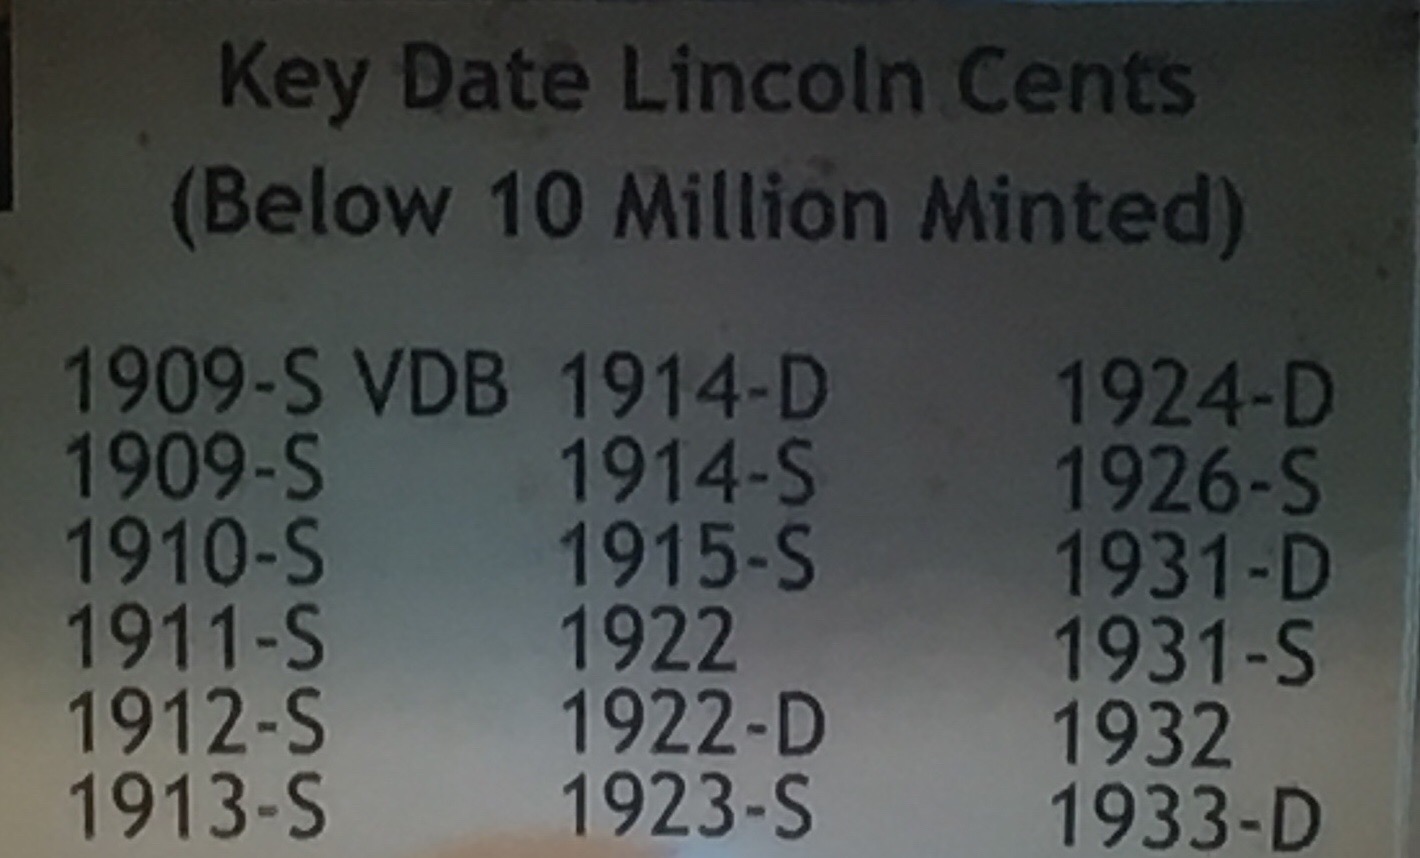 Key Date Lincoln Cents
(Below 10 Million Minted)
1909-S VDB 1914-D 1924-D
1909-S 1914-S 1926-S
1910-S 1915-S 1931-D
1911-S 1922 1931-S
1912-S 1922-D 1932
1913-S 1923-S 1933-D